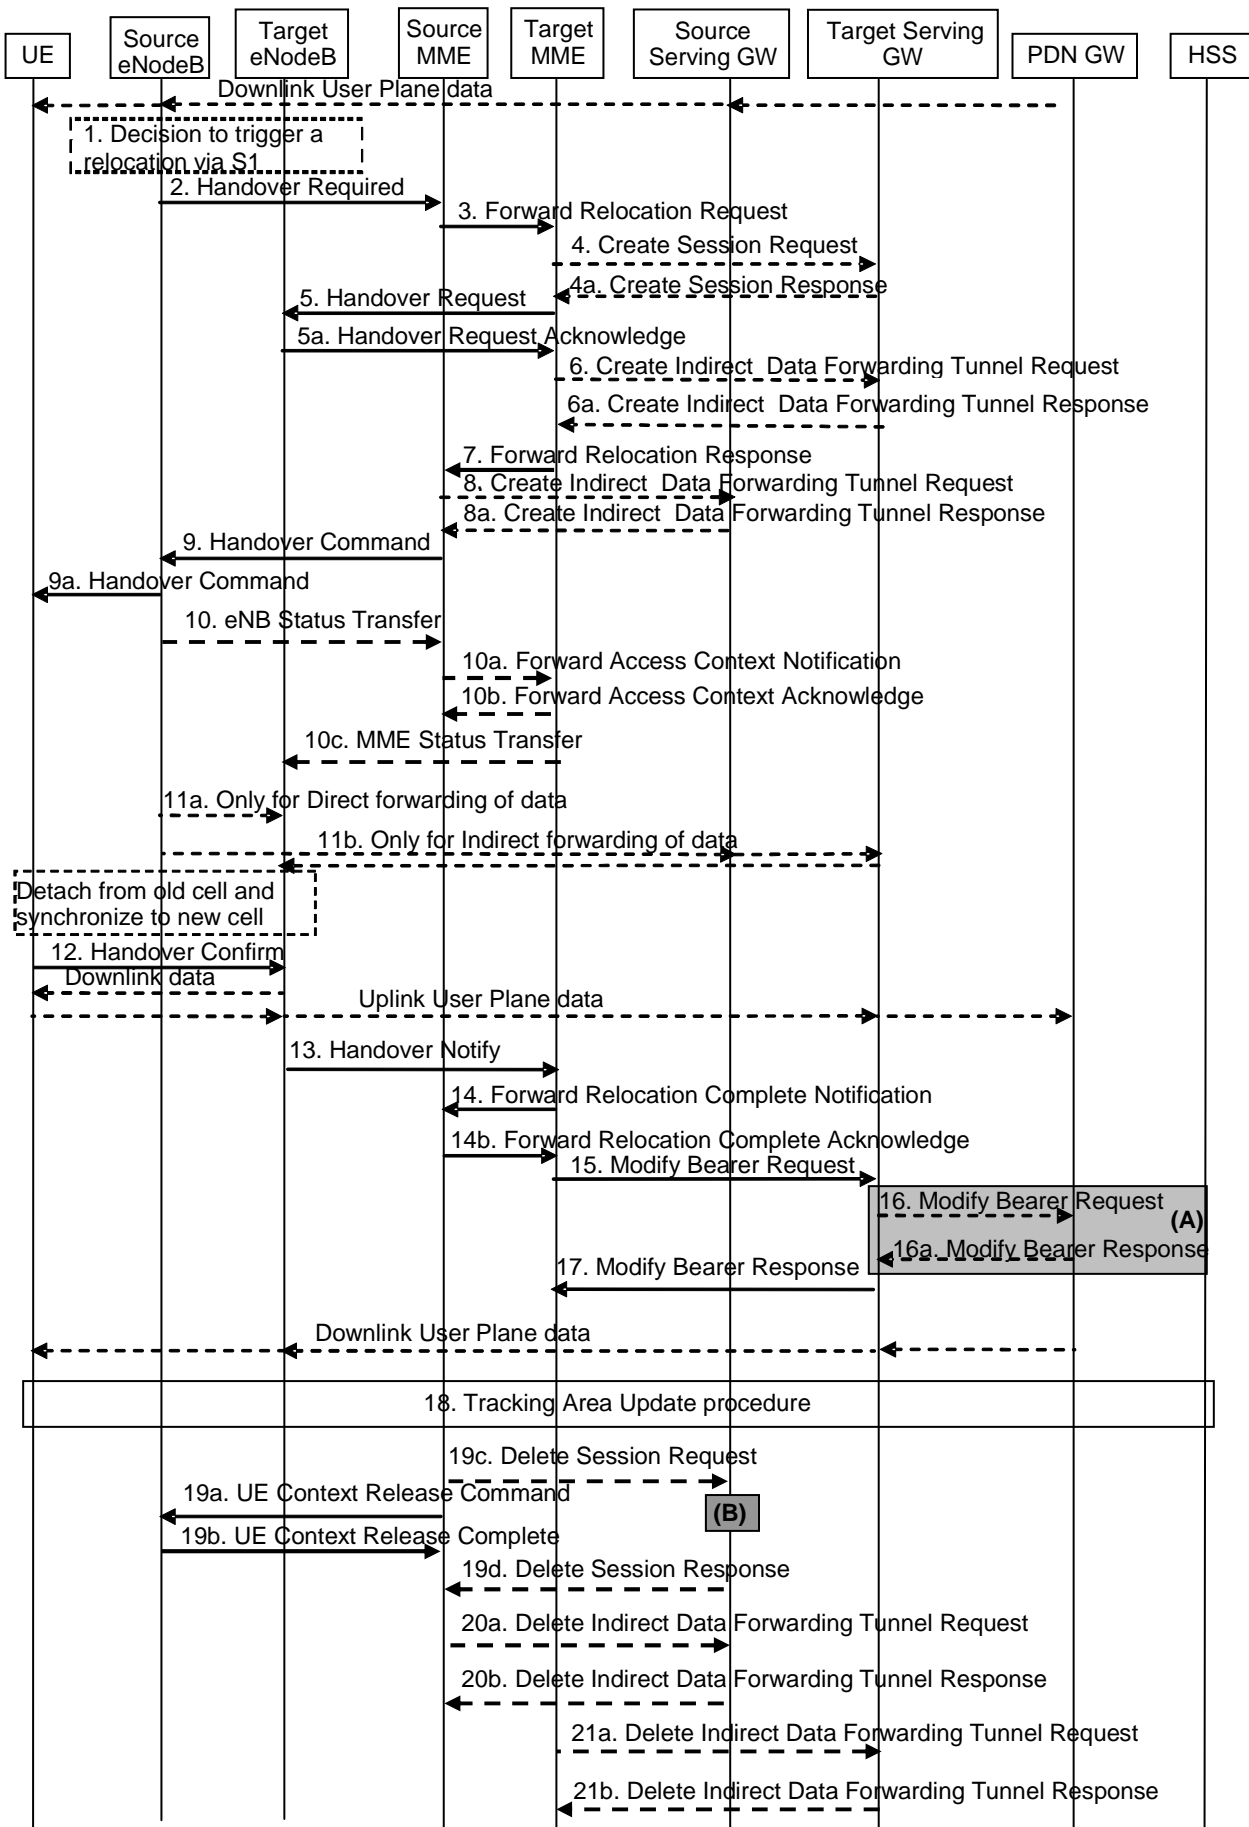 UE
Source
eNodeB
Target
eNodeB
Source
MME
Target
MME
Source
Serving GW
Target Serving
GW
PDN GW
HSS
Downlink User Plane data
1. Decision to trigger a
relocation via S1
2. Handover Required
3. Forward Relocation Request
4. Create Session Request
4a. Create Session Response
5. Handover Request
5a. Handover Request Acknowledge
6. Create Indirect Data Forwarding Tunnel Request
6a. Create Indirect Data Forwarding Tunnel Response
7. Forward Relocation Response
8. Create Indirect Data Forwarding Tunnel Request
8a. Create Indirect Data Forwarding Tunnel Response
9. Handover Command
9a. Handover Command
10. eNB Status Transfer
10a. Forward Access Context Notification
10b. Forward Access Context Acknowledge
10c. MME Status Transfer
11a. Only for Direct forwarding of data
11b. Only for Indirect forwarding of data
Detach from old cell and
synchronize to new cell
12. Handover Confirm
Downlink data
Uplink User Plane data
13. Handover Notify
14. Forward Relocation Complete Notification
14b. Forward Relocation Complete Acknowledge
15. Modify Bearer Request
16. Modify Bearer Request
(A)
16a. Modify Bearer Response
17. Modify Bearer Response
Downlink User Plane data
18. Tracking Area Update procedure
19c. Delete Session Request
19a. UE Context Release Command
(B)
19b. UE Context Release Complete
19d. Delete Session Response
20a. Delete Indirect Data Forwarding Tunnel Request
20b. Delete Indirect Data Forwarding Tunnel Response
21a. Delete Indirect Data Forwarding Tunnel Request
21b. Delete Indirect Data Forwarding Tunnel Response